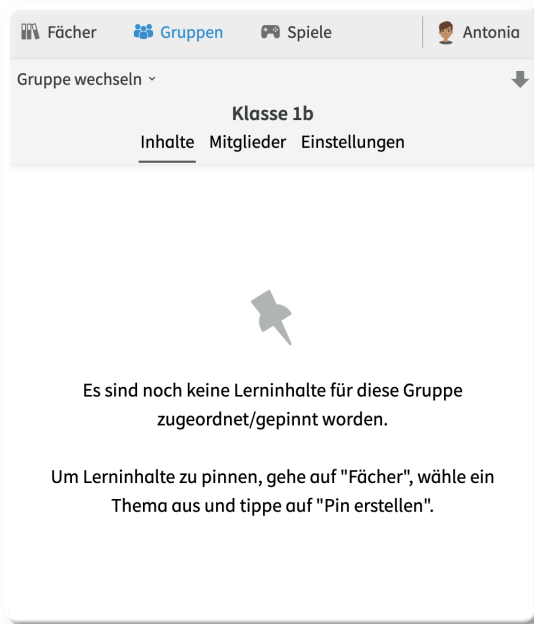 Fächer Gruppen Spiele Antonia
Gruppe wechseln
Klasse 1b
Inhalte Mitglieder Einstellungen
Es sind noch keine Lerninhalte für diese Gruppe
zugeordnet/gepinnt worden.
Um Lerninhalte zu pinnen, gehe auf "Fächer", wähle ein
Thema aus und tippe auf "Pin erstellen".